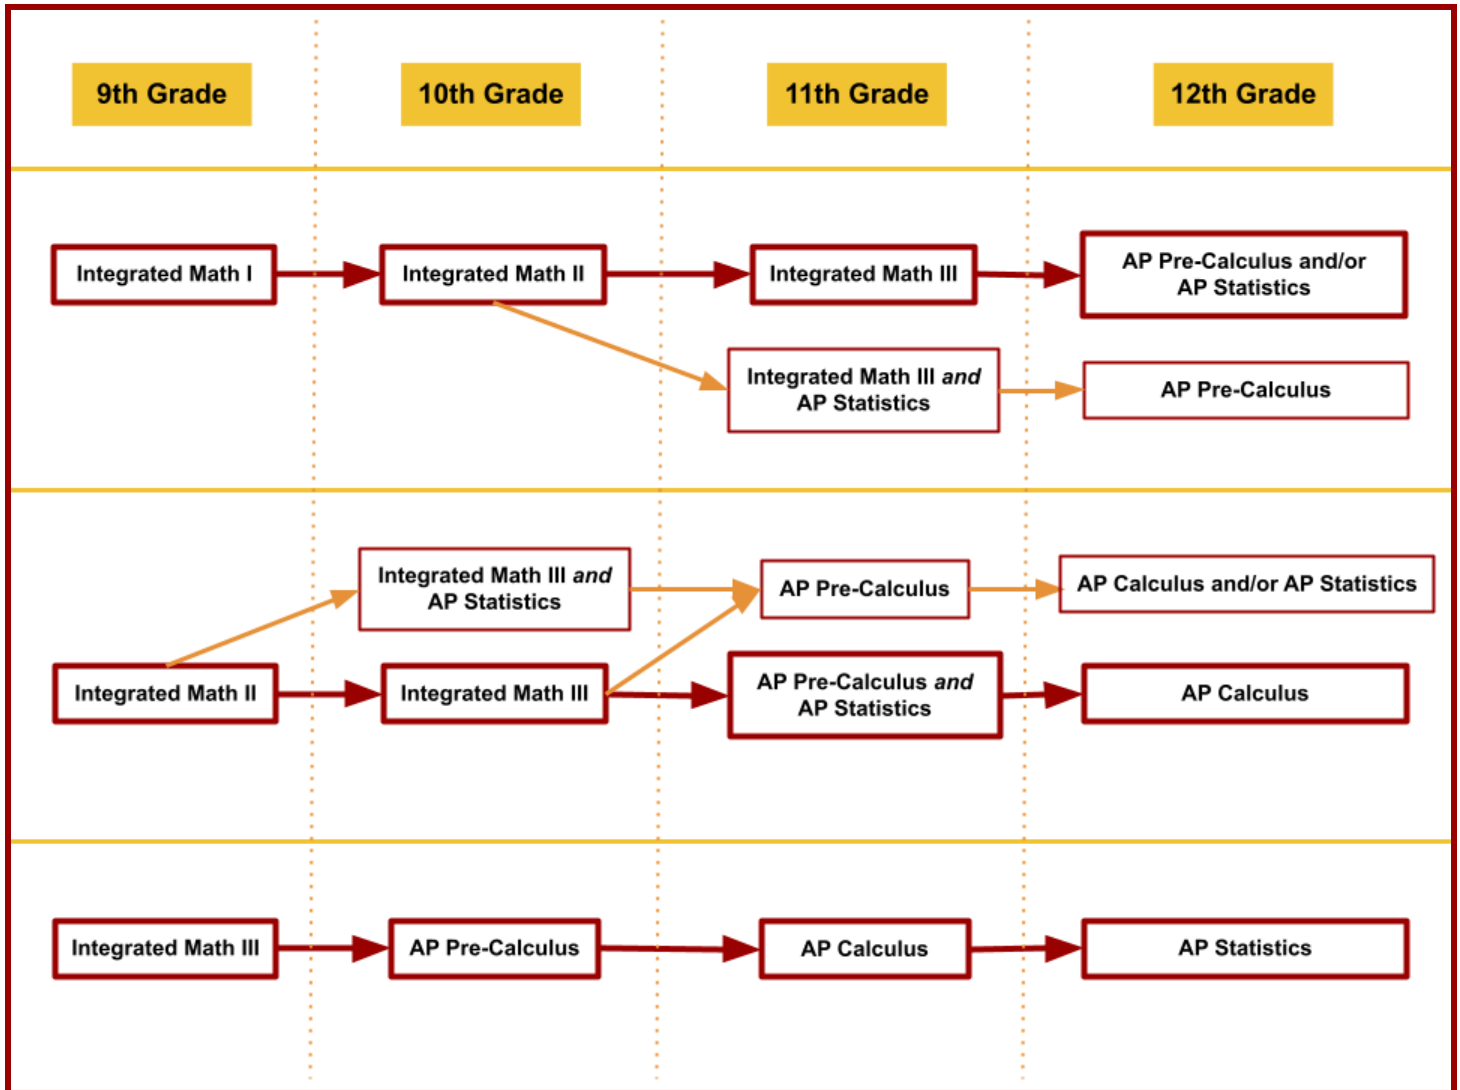 9th Grade
10th Grade
11th Grade
12th Grade
Integrated Math I
Integrated Math II
Integrated Math III
AP Pre-Calculus and/or
AP Statistics
Integrated Math III and
AP Statistics
AP Pre-Calculus
Integrated Math III and
AP Statistics
AP Pre-Calculus
AP Calculus and/or AP Statistics
Integrated Math II
Integrated Math III
AP Pre-Calculus and
AP Statistics
AP Calculus
Integrated Math III
AP Pre-Calculus
AP Calculus
AP Statistics